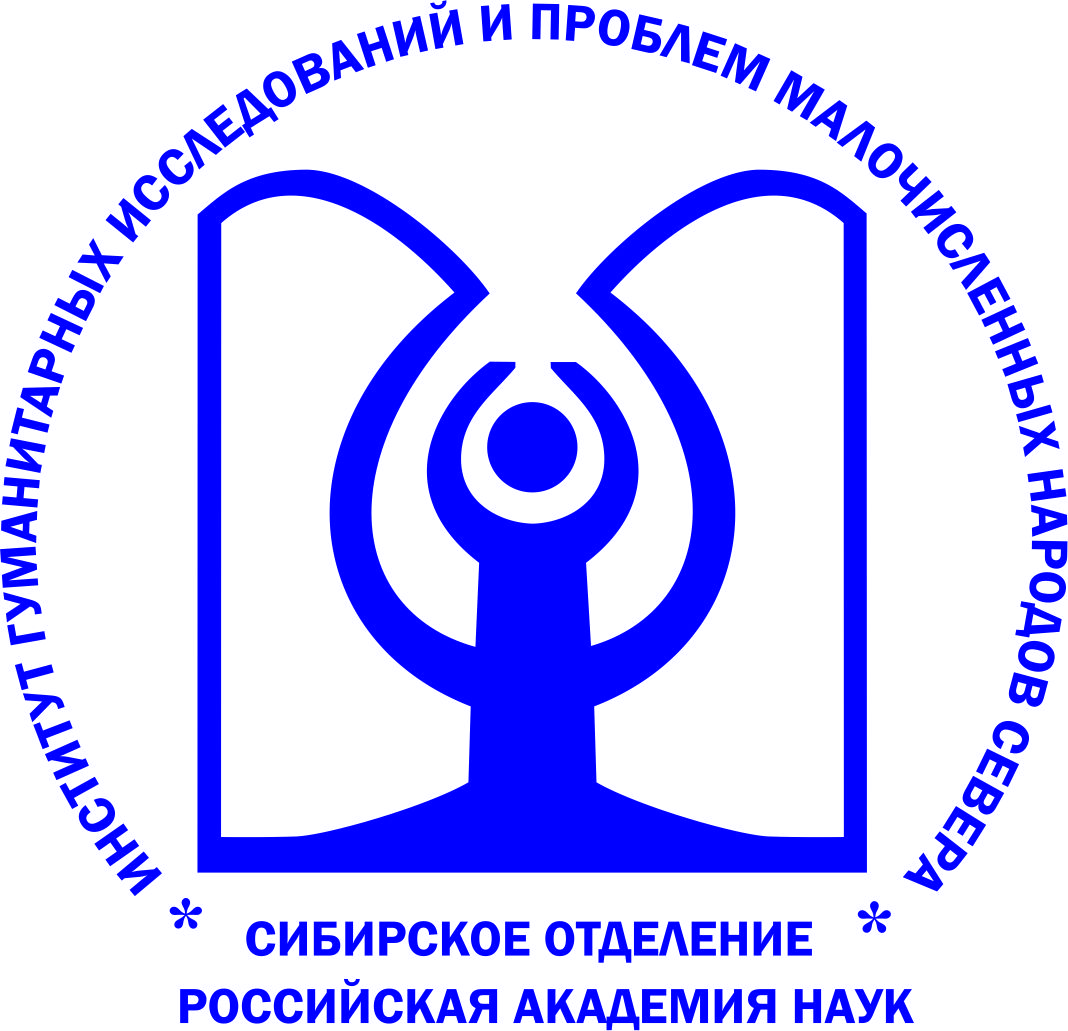 ИНСТИТУТ ГУМАНИТАРНЫХ ИССЛЕДОВАНИЙ И ПРОБЛЕМ МАЛОЧИСЛЕННЫХ НАРОДОВ СЕВЕРА
* СИБИРСКОЕ ОТДЕЛЕНИЕ *
РОССИЙСКАЯ АКАДЕМИЯ НАУК